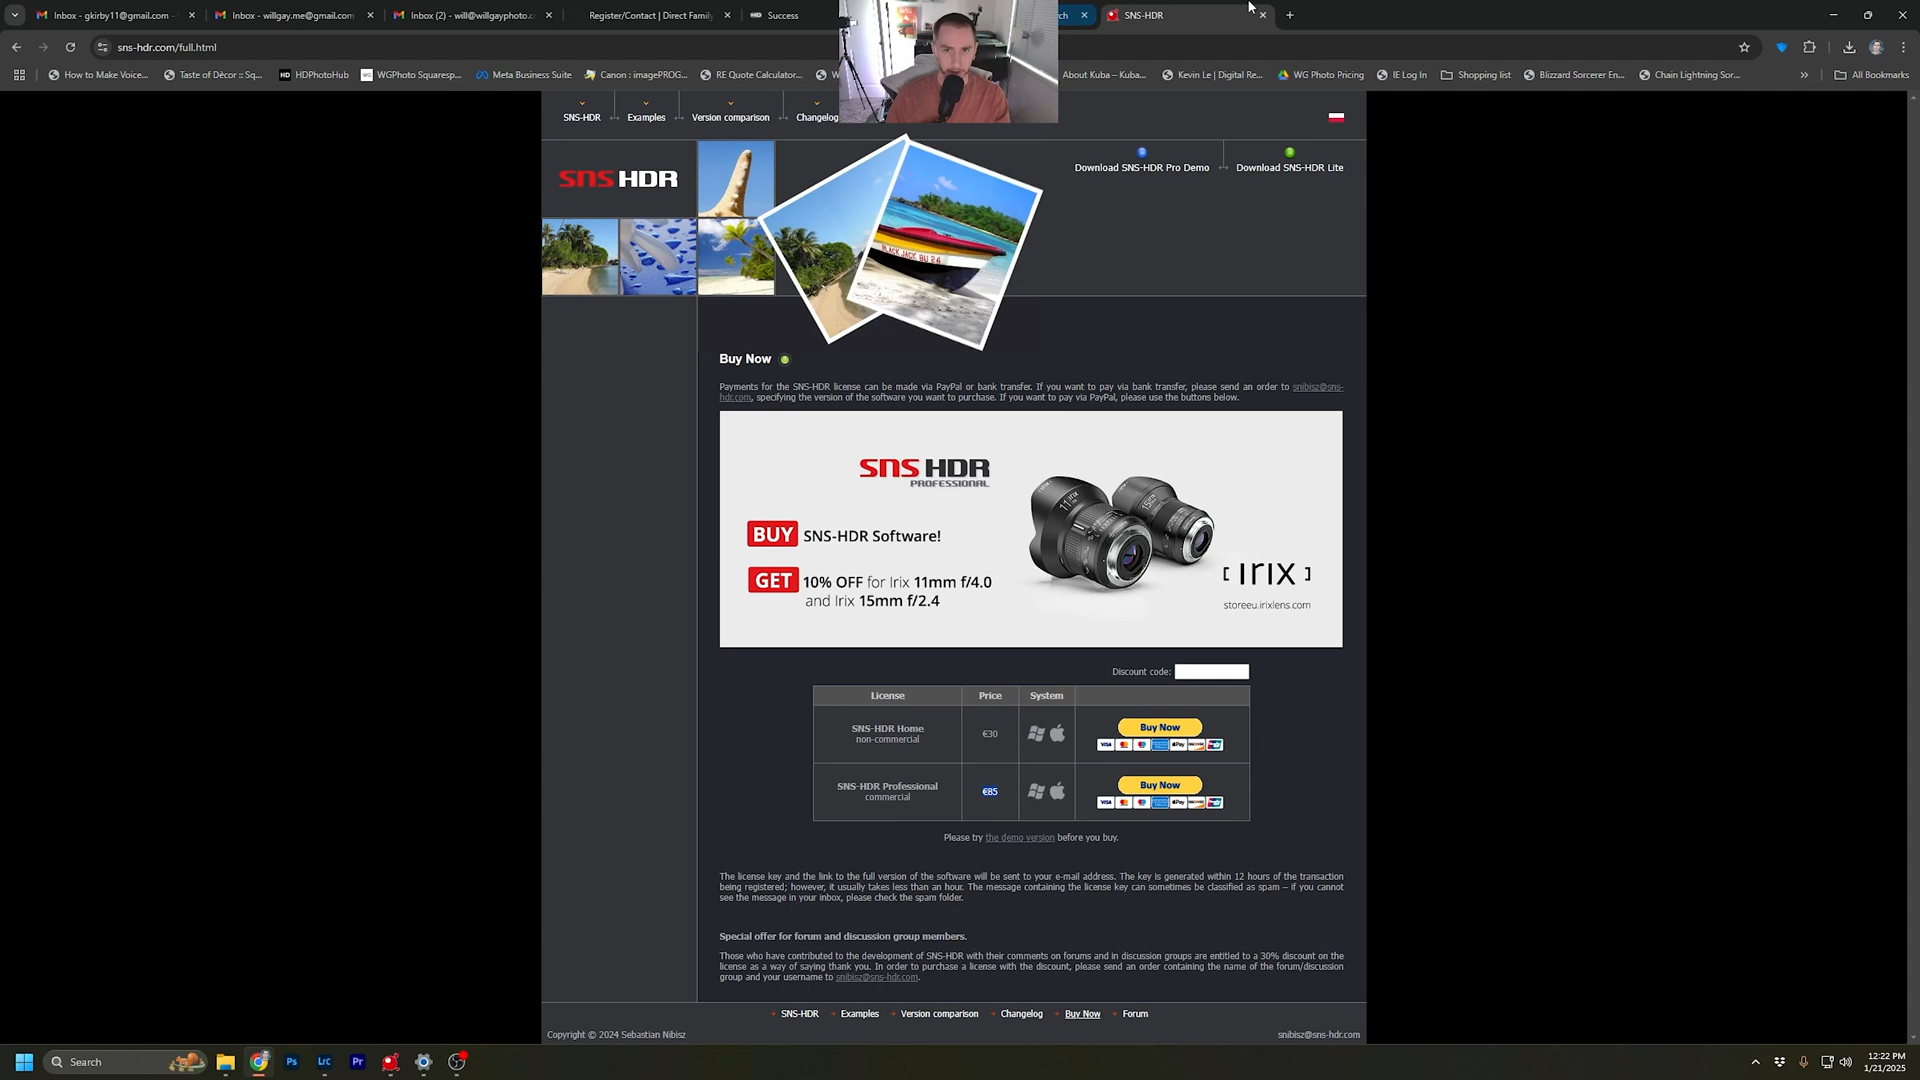 Inbox - gkirby11@gmail.com -
Inbox - willgay.me@gmail.com
Inbox (2) - will@willgayphoto.c
Register/Contact | Direct Family
Success
ch
SNS-HDR
sns-hdr.com/full.html
How to Make Voice...
Taste of Dècor :: Sq...
HD HDPhotoHub
WG WGPhoto Squaresp...
Meta Business Suite
Canon : imagePROG...
RE Quote Calculator...
About Kuba – Kuba...
Kevin Le | Digital Re...
WG Photo Pricing
IE Log In
Shopping list
Blizzard Sorcerer En...
Chain Lightning Sor...
All Bookmarks
SNS-HDR
Examples
Version comparison
Changelog
SNS HDR
Download SNS-HDR Pro Demo
Download SNS-HDR Lite
BLACK JACK BU 24
Buy Now
Payments for the SNS-HDR license can be made via PayPal or bank transfer. If you want to pay via bank transfer, please send an order to snibisz@sns-
hdr.com, specifying the version of the software you want to purchase. If you want to pay via PayPal, please use the buttons below.
SNS HDR
PROFESSIONAL
BUY SNS-HDR Software!
GET 10% OFF for Irix 11mm f/4.0
and Irix 15mm f/2.4
[ IRIX ]
storeeu.irixlens.com
Discount code:
License Price System
SNS-HDR Home
non-commercial
€30
Buy Now
SNS-HDR Professional
commercial
€85
Buy Now
Please try the demo version before you buy.
The license key and the link to the full version of the software will be sent to your e-mail address. The key is generated within 12 hours of the transaction
being registered; however, it usually takes less than an hour. The message containing the license key can sometimes be classified as spam – if you cannot
see the message in your inbox, please check the spam folder.
Special offer for forum and discussion group members.
Those who have contributed to the development of SNS-HDR with their comments on forums and in discussion groups are entitled to a 30% discount on the
license as a way of saying thank you. In order to purchase a license with the discount, please send an order containing the name of the forum/discussion
group and your username to snibisz@sns-hdr.com.
SNS-HDR Examples Version comparison Changelog Buy Now Forum
Copyright © 2024 Sebastian Nibisz
snibisz@sns-hdr.com
Search
Ps
LrC
Pr
12:22 PM
1/21/2025